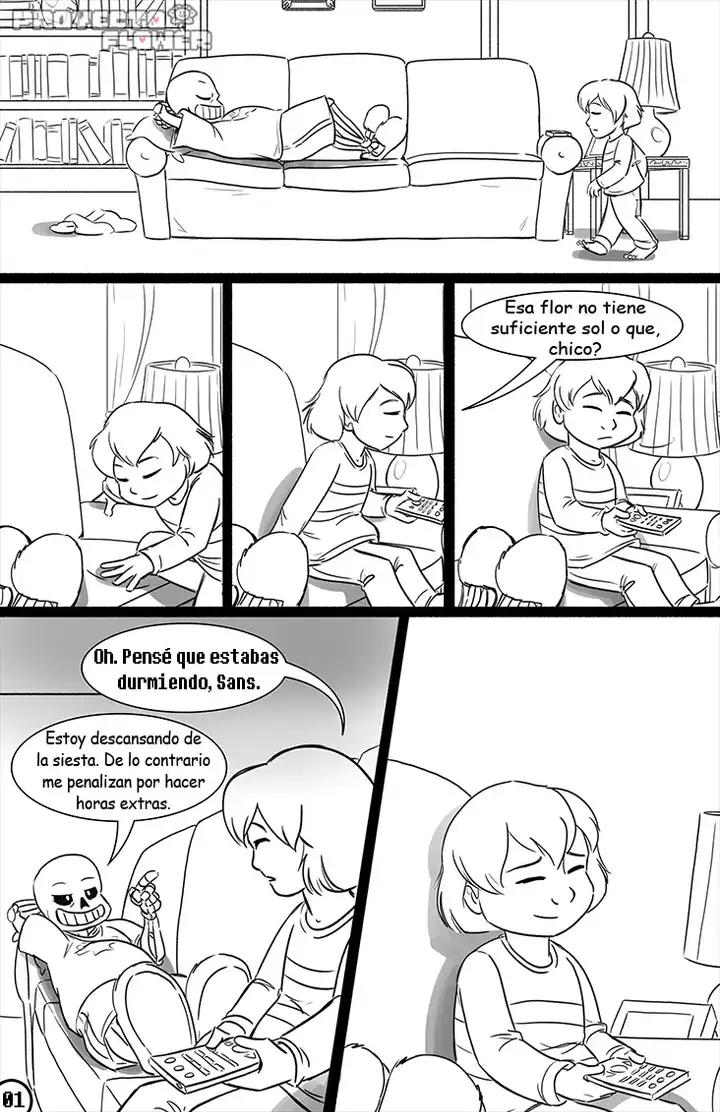 PROYECTO
FLOWER
Esa flor no tiene
suficiente sol o que,
chico?
Oh. Pensé que estabas
durmiendo, Sans.
Estoy descansando de
la siesta. De lo contrario
me penalizan por hacer
horas extras.
01